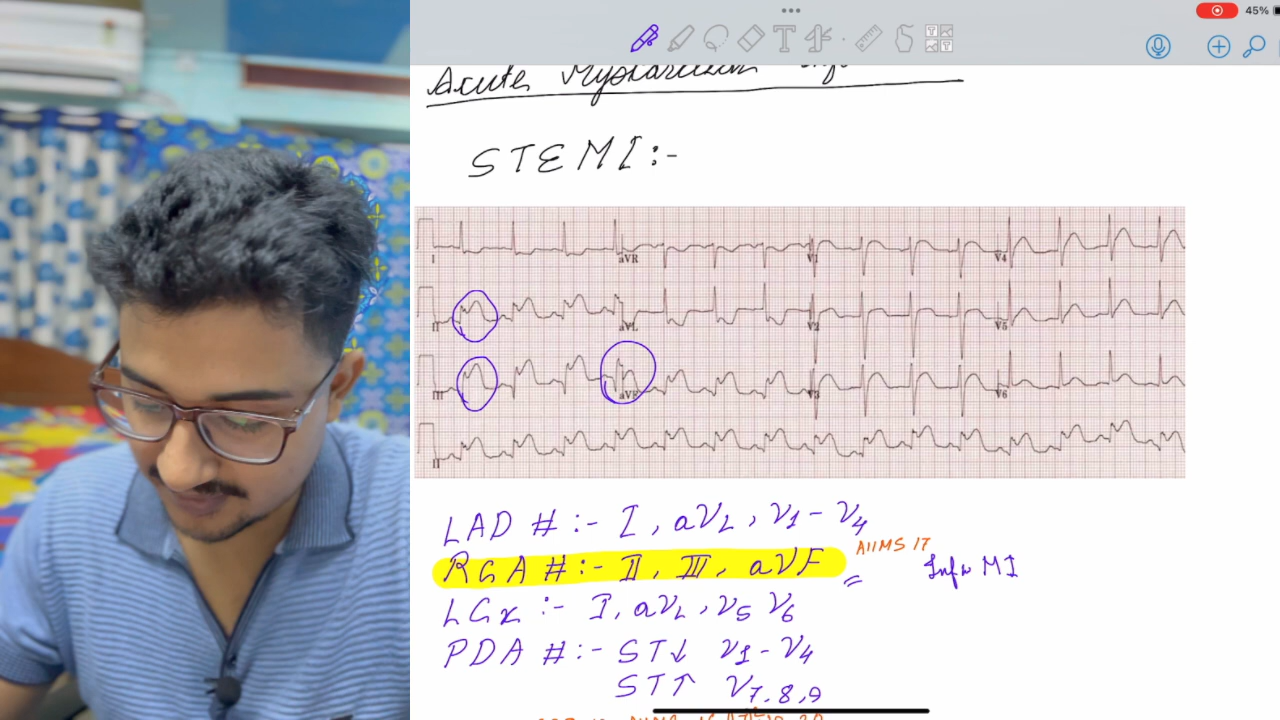 45%
T
Acute
STEMI:-
I aVR V1 V4
II aVL V2 V5
III aVF V3 V6
II
LAD # :- I, aVL, V1 - V4
RCA # :- II, III, aVF AIIMS 17 Infr MI
LCx :- I, aVL, V5 V6
PDA # :- ST↓ V1 - V4
ST↑ V7,8,9